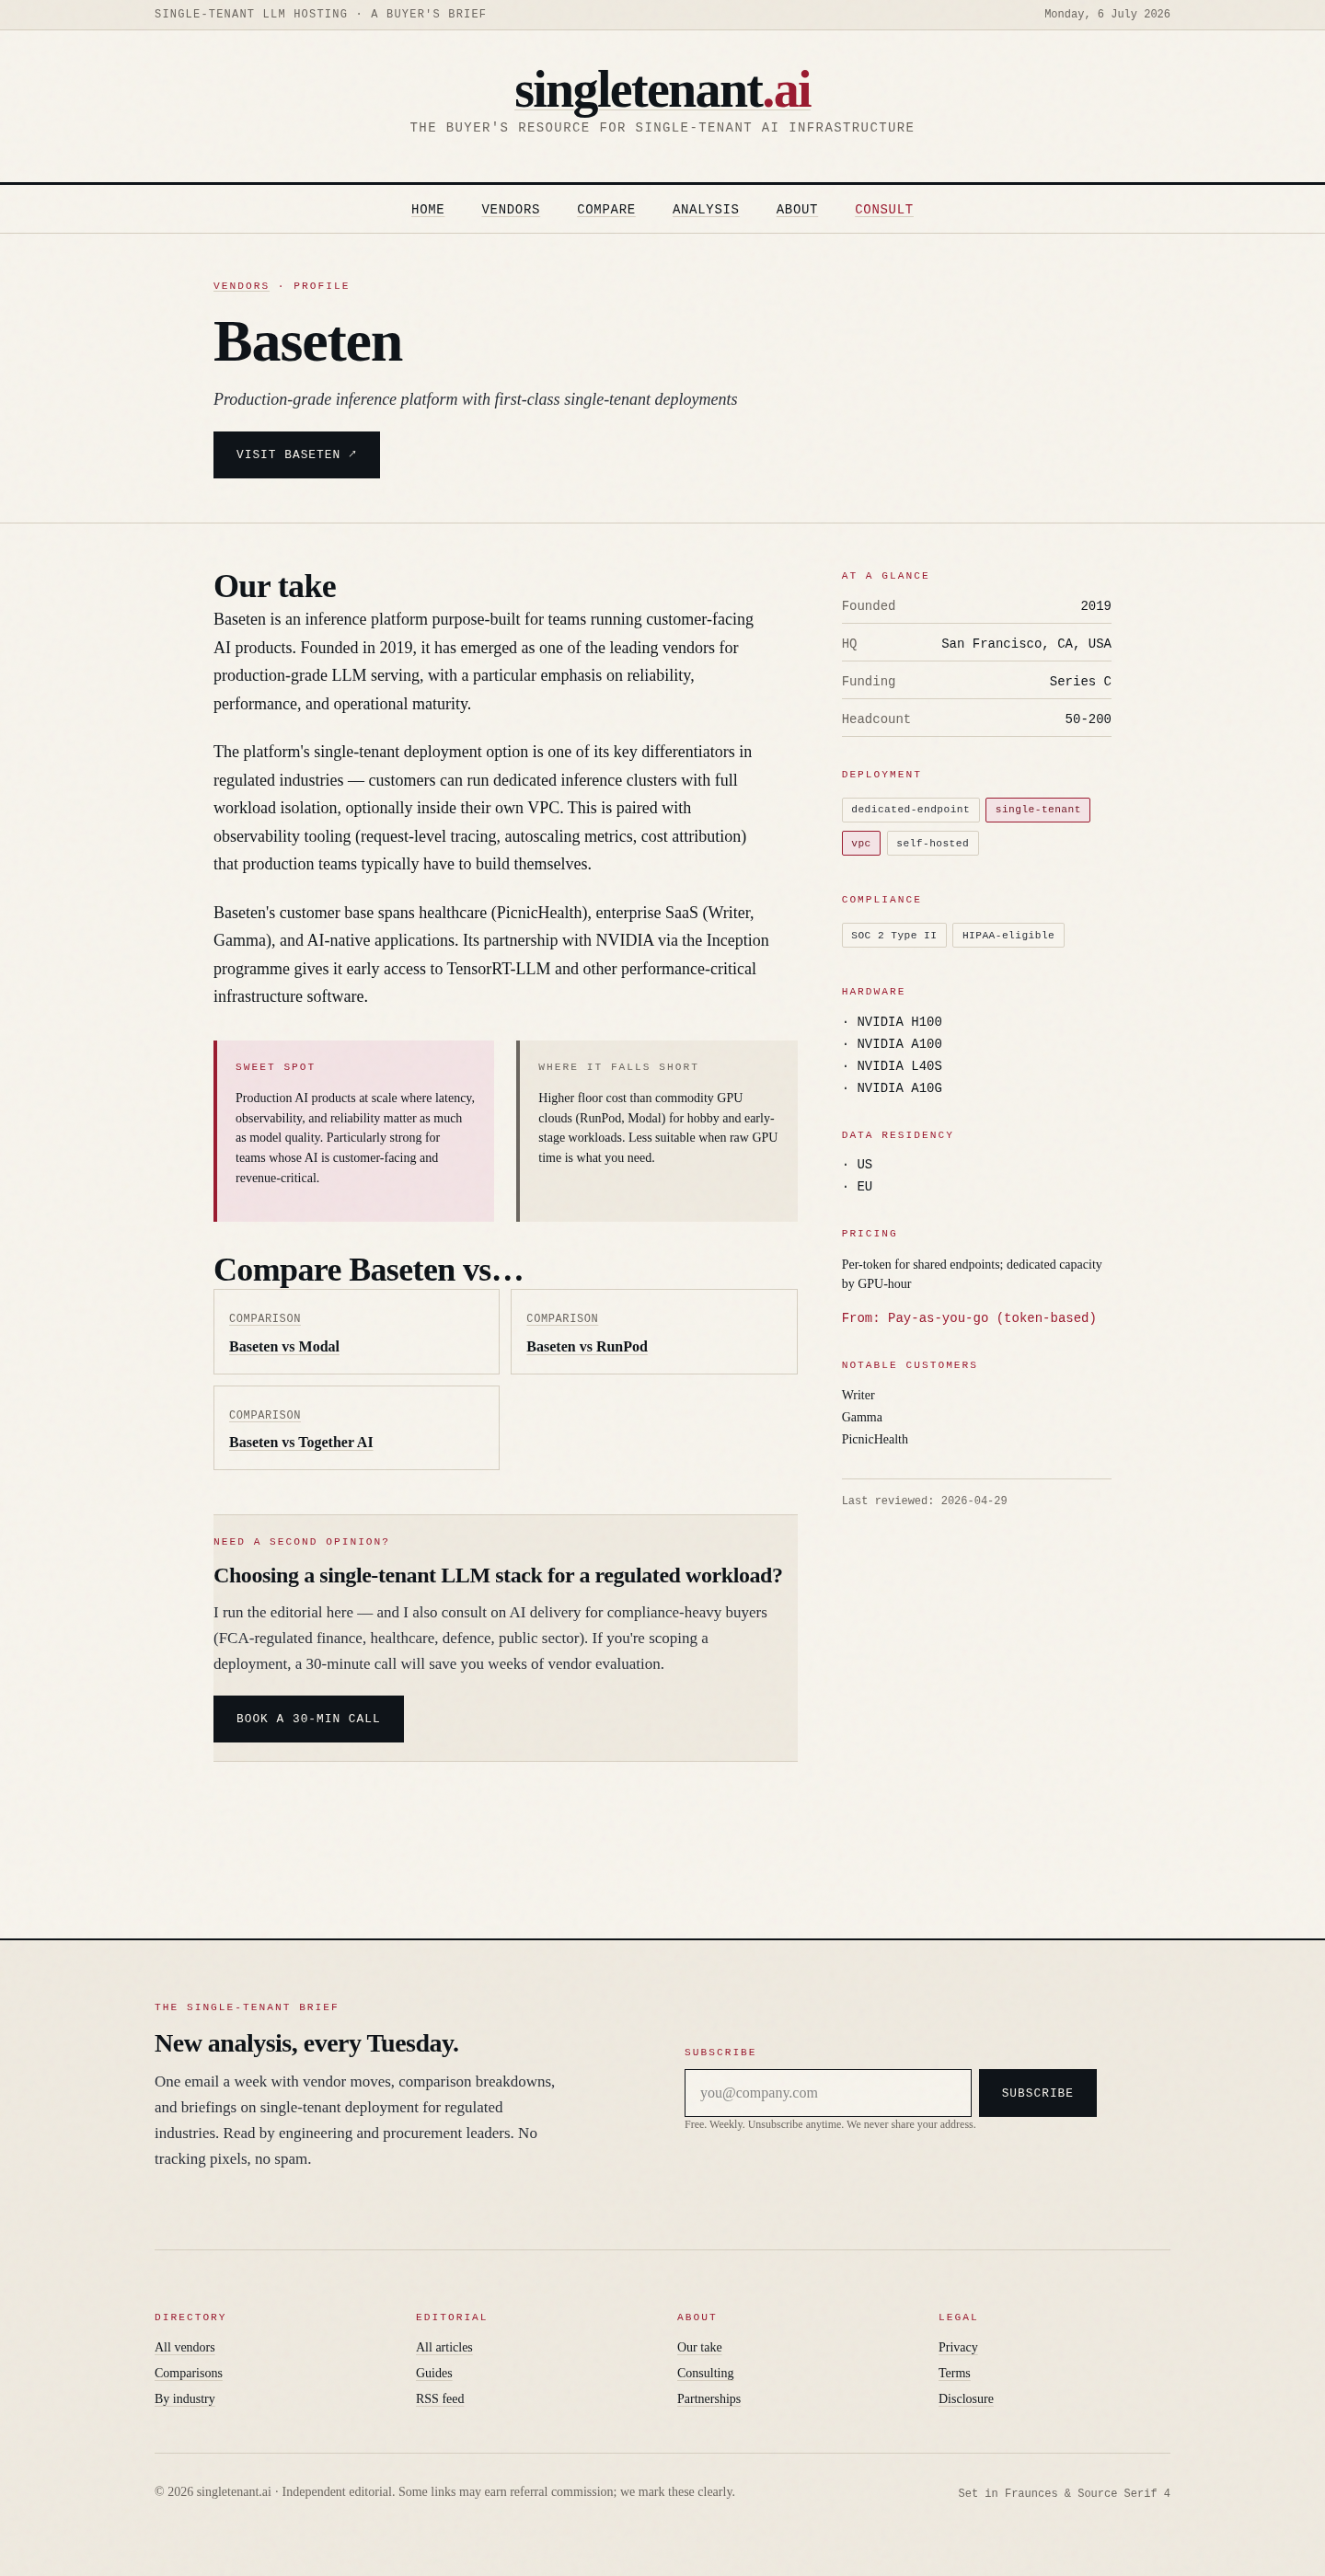 SINGLE-TENANT LLM HOSTING · A BUYER'S BRIEF
Monday, 6 July 2026
singletenant.ai
THE BUYER'S RESOURCE FOR SINGLE-TENANT AI INFRASTRUCTURE
HOME VENDORS COMPARE ANALYSIS ABOUT CONSULT
VENDORS · PROFILE
Baseten
Production-grade inference platform with first-class single-tenant deployments
VISIT BASETEN ↗
Our take
Baseten is an inference platform purpose-built for teams running customer-facing
AI products. Founded in 2019, it has emerged as one of the leading vendors for
production-grade LLM serving, with a particular emphasis on reliability,
performance, and operational maturity.
The platform's single-tenant deployment option is one of its key differentiators in
regulated industries — customers can run dedicated inference clusters with full
workload isolation, optionally inside their own VPC. This is paired with
observability tooling (request-level tracing, autoscaling metrics, cost attribution)
that production teams typically have to build themselves.
Baseten's customer base spans healthcare (PicnicHealth), enterprise SaaS (Writer,
Gamma), and AI-native applications. Its partnership with NVIDIA via the Inception
programme gives it early access to TensorRT-LLM and other performance-critical
infrastructure software.
SWEET SPOT
Production AI products at scale where latency,
observability, and reliability matter as much
as model quality. Particularly strong for
teams whose AI is customer-facing and
revenue-critical.
WHERE IT FALLS SHORT
Higher floor cost than commodity GPU
clouds (RunPod, Modal) for hobby and early-
stage workloads. Less suitable when raw GPU
time is what you need.
Compare Baseten vs…
COMPARISON
Baseten vs Modal
COMPARISON
Baseten vs RunPod
COMPARISON
Baseten vs Together AI
NEED A SECOND OPINION?
Choosing a single-tenant LLM stack for a regulated workload?
I run the editorial here — and I also consult on AI delivery for compliance-heavy buyers
(FCA-regulated finance, healthcare, defence, public sector). If you're scoping a
deployment, a 30-minute call will save you weeks of vendor evaluation.
BOOK A 30-MIN CALL
AT A GLANCE
Founded 2019
HQ San Francisco, CA, USA
Funding Series C
Headcount 50-200
DEPLOYMENT
dedicated-endpoint single-tenant
vpc self-hosted
COMPLIANCE
SOC 2 Type II HIPAA-eligible
HARDWARE
· NVIDIA H100
· NVIDIA A100
· NVIDIA L40S
· NVIDIA A10G
DATA RESIDENCY
· US
· EU
PRICING
Per-token for shared endpoints; dedicated capacity
by GPU-hour
From: Pay-as-you-go (token-based)
NOTABLE CUSTOMERS
Writer
Gamma
PicnicHealth
Last reviewed: 2026-04-29
THE SINGLE-TENANT BRIEF
New analysis, every Tuesday.
One email a week with vendor moves, comparison breakdowns,
and briefings on single-tenant deployment for regulated
industries. Read by engineering and procurement leaders. No
tracking pixels, no spam.
SUBSCRIBE
you@company.com
SUBSCRIBE
Free. Weekly. Unsubscribe anytime. We never share your address.
DIRECTORY
All vendors
Comparisons
By industry
EDITORIAL
All articles
Guides
RSS feed
ABOUT
Our take
Consulting
Partnerships
LEGAL
Privacy
Terms
Disclosure
© 2026 singletenant.ai · Independent editorial. Some links may earn referral commission; we mark these clearly.
Set in Fraunces & Source Serif 4